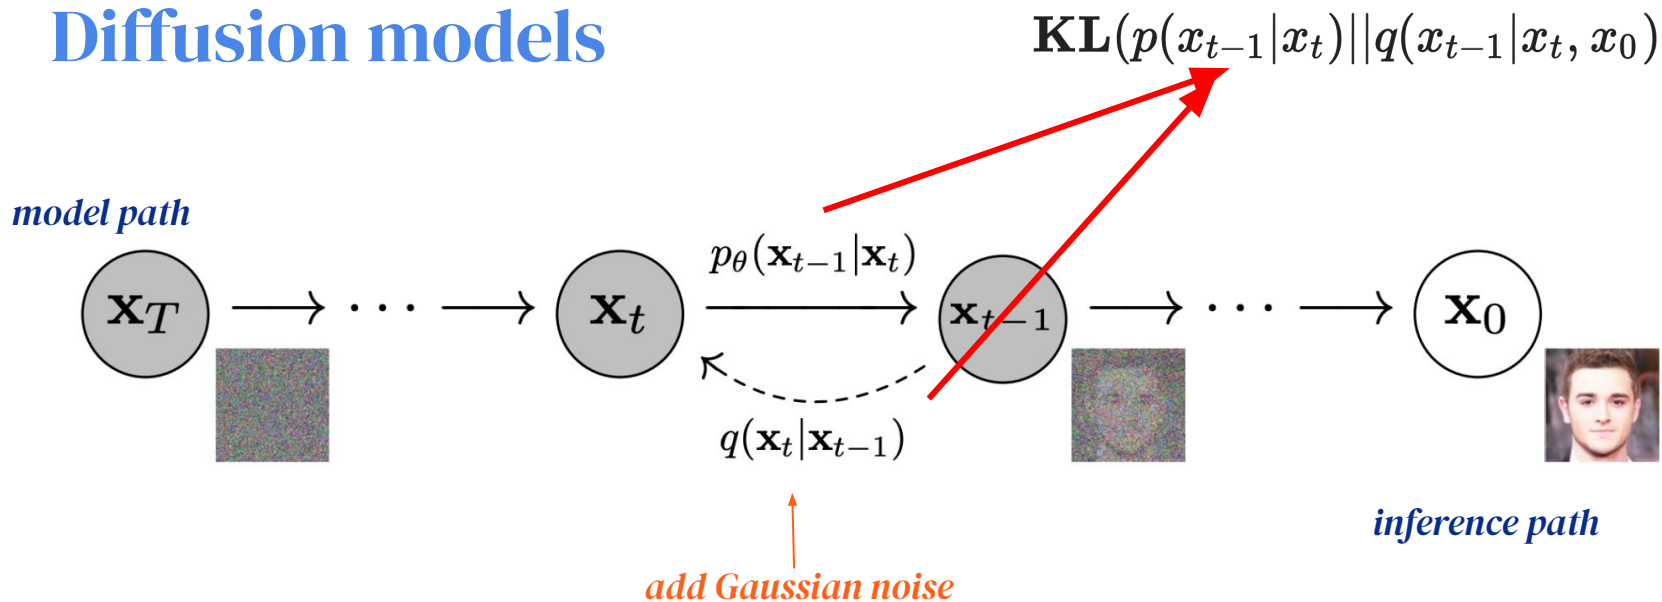 Diffusion models
KL(p(x_{t−1}|x_t)||q(x_{t−1}|x_t, x_0)
model path
p_θ(x_{t−1}|x_t)
x_T ⟶ ··· ⟶ x_t ⟶ x_{t−1} ⟶ ··· ⟶ x_0
q(x_t|x_{t−1})
inference path
add Gaussian noise